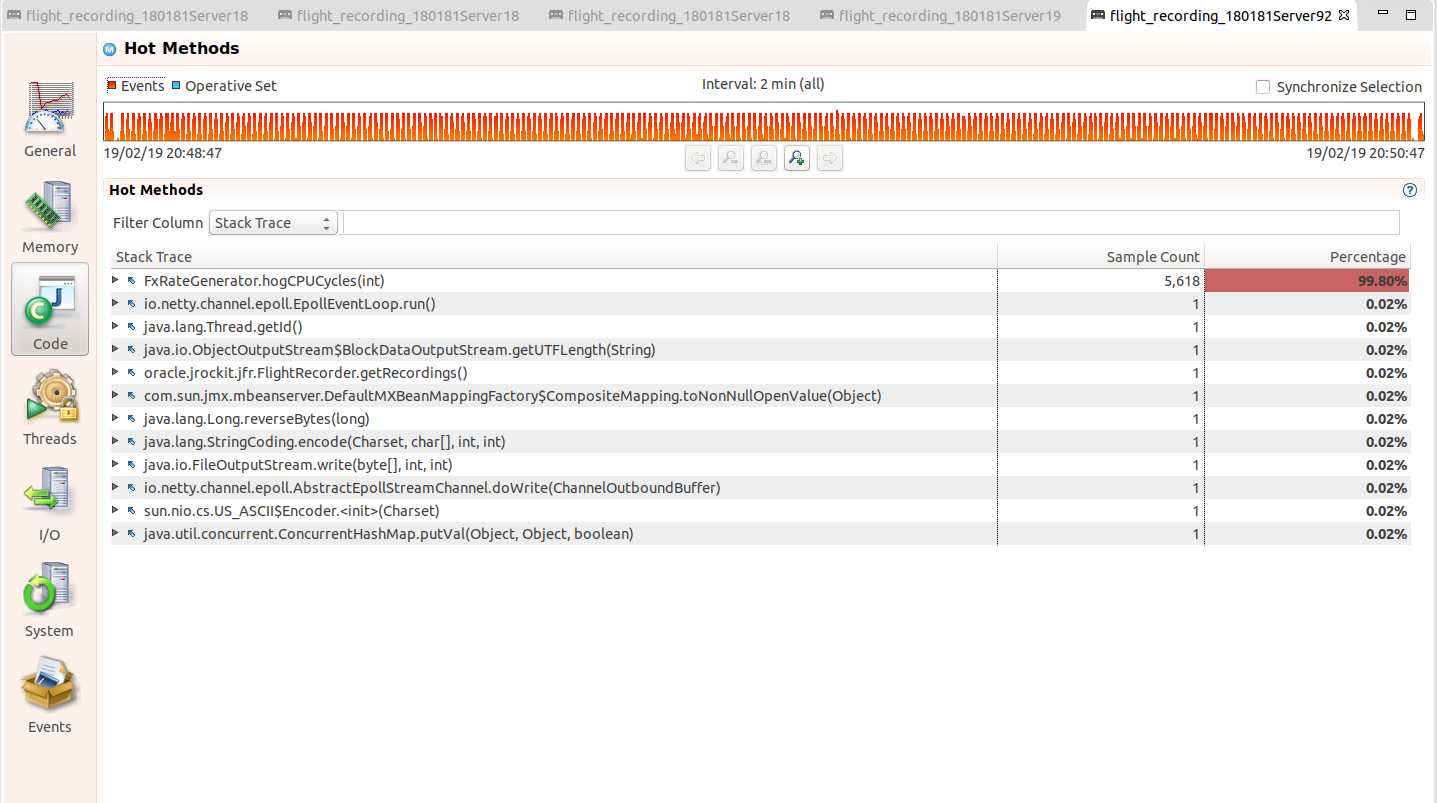 flight_recording_180181Server18 flight_recording_180181Server18 flight_recording_180181Server18 flight_recording_180181Server19 flight_recording_180181Server92
Hot Methods
Events Operative Set Interval: 2 min (all) Synchronize Selection
19/02/19 20:48:47 19/02/19 20:50:47
General
Memory
Code
Threads
I/O
System
Events
Hot Methods
Filter Column Stack Trace
Stack Trace Sample Count Percentage
FxRateGenerator.hogCPUCycles(int) 5,618 99.80%
io.netty.channel.epoll.EpollEventLoop.run() 1 0.02%
java.lang.Thread.getId() 1 0.02%
java.io.ObjectOutputStream$BlockDataOutputStream.getUTFLength(String) 1 0.02%
oracle.jrockit.jfr.FlightRecorder.getRecordings() 1 0.02%
com.sun.jmx.mbeanserver.DefaultMXBeanMappingFactory$CompositeMapping.toNonNullOpenValue(Object) 1 0.02%
java.lang.Long.reverseBytes(long) 1 0.02%
java.lang.StringCoding.encode(Charset, char[], int, int) 1 0.02%
java.io.FileOutputStream.write(byte[], int, int) 1 0.02%
io.netty.channel.epoll.AbstractEpollStreamChannel.doWrite(ChannelOutboundBuffer) 1 0.02%
sun.nio.cs.US_ASCII$Encoder.<init>(Charset) 1 0.02%
java.util.concurrent.ConcurrentHashMap.putVal(Object, Object, boolean) 1 0.02%